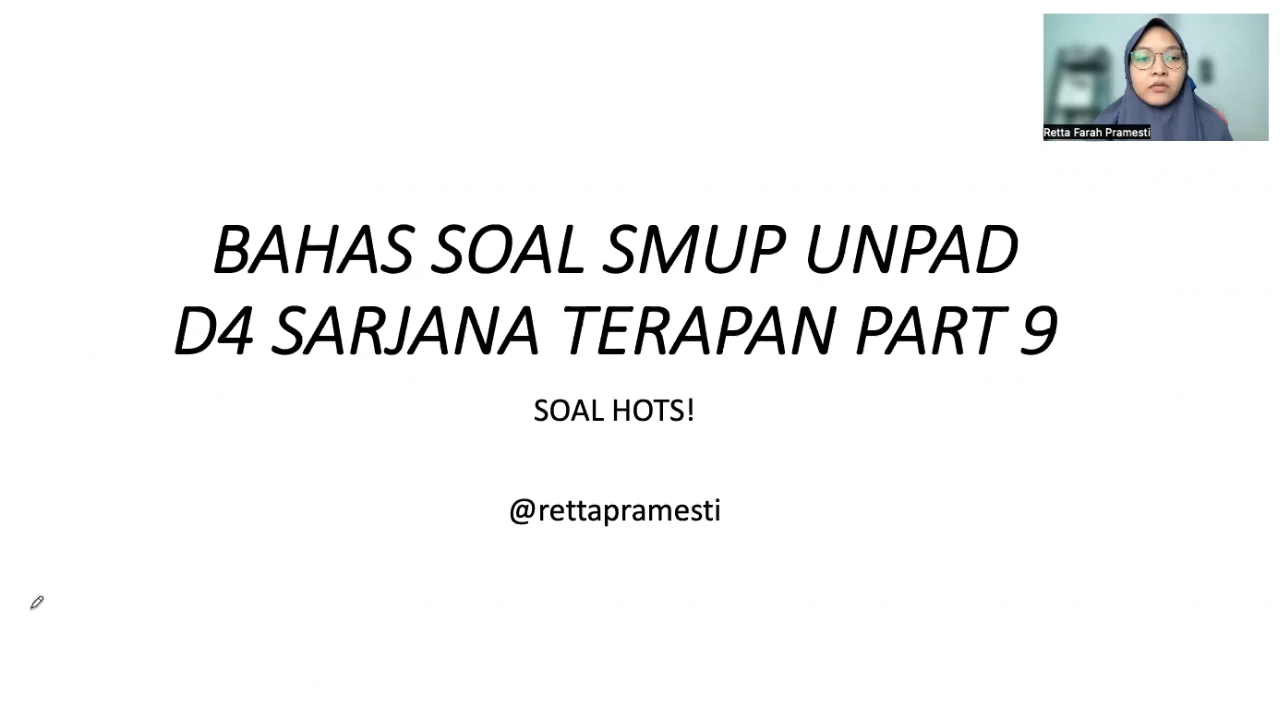 Retta Farah Pramesti
BAHAS SOAL SMUP UNPAD
D4 SARJANA TERAPAN PART 9
SOAL HOTS!
@rettapramesti